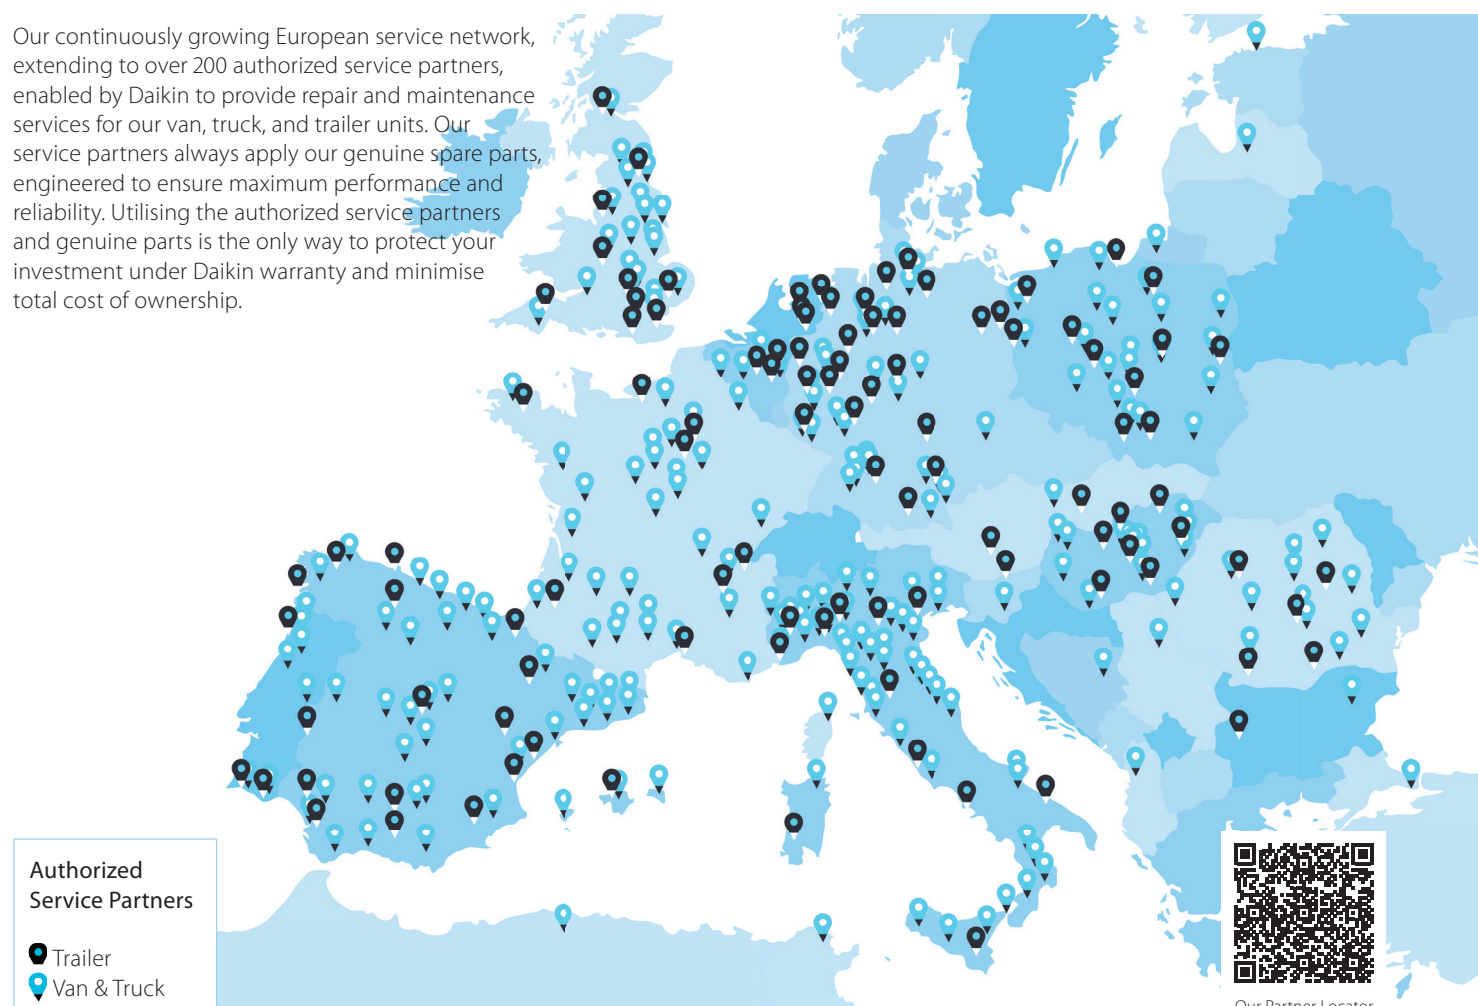 Our continuously growing European service network,
extending to over 200 authorized service partners,
enabled by Daikin to provide repair and maintenance
services for our van, truck, and trailer units. Our
service partners always apply our genuine spare parts,
engineered to ensure maximum performance and
reliability. Utilising the authorized service partners
and genuine parts is the only way to protect your
investment under Daikin warranty and minimise
total cost of ownership.
Authorized
Service Partners
Trailer
Van & Truck
Our Partner Locator